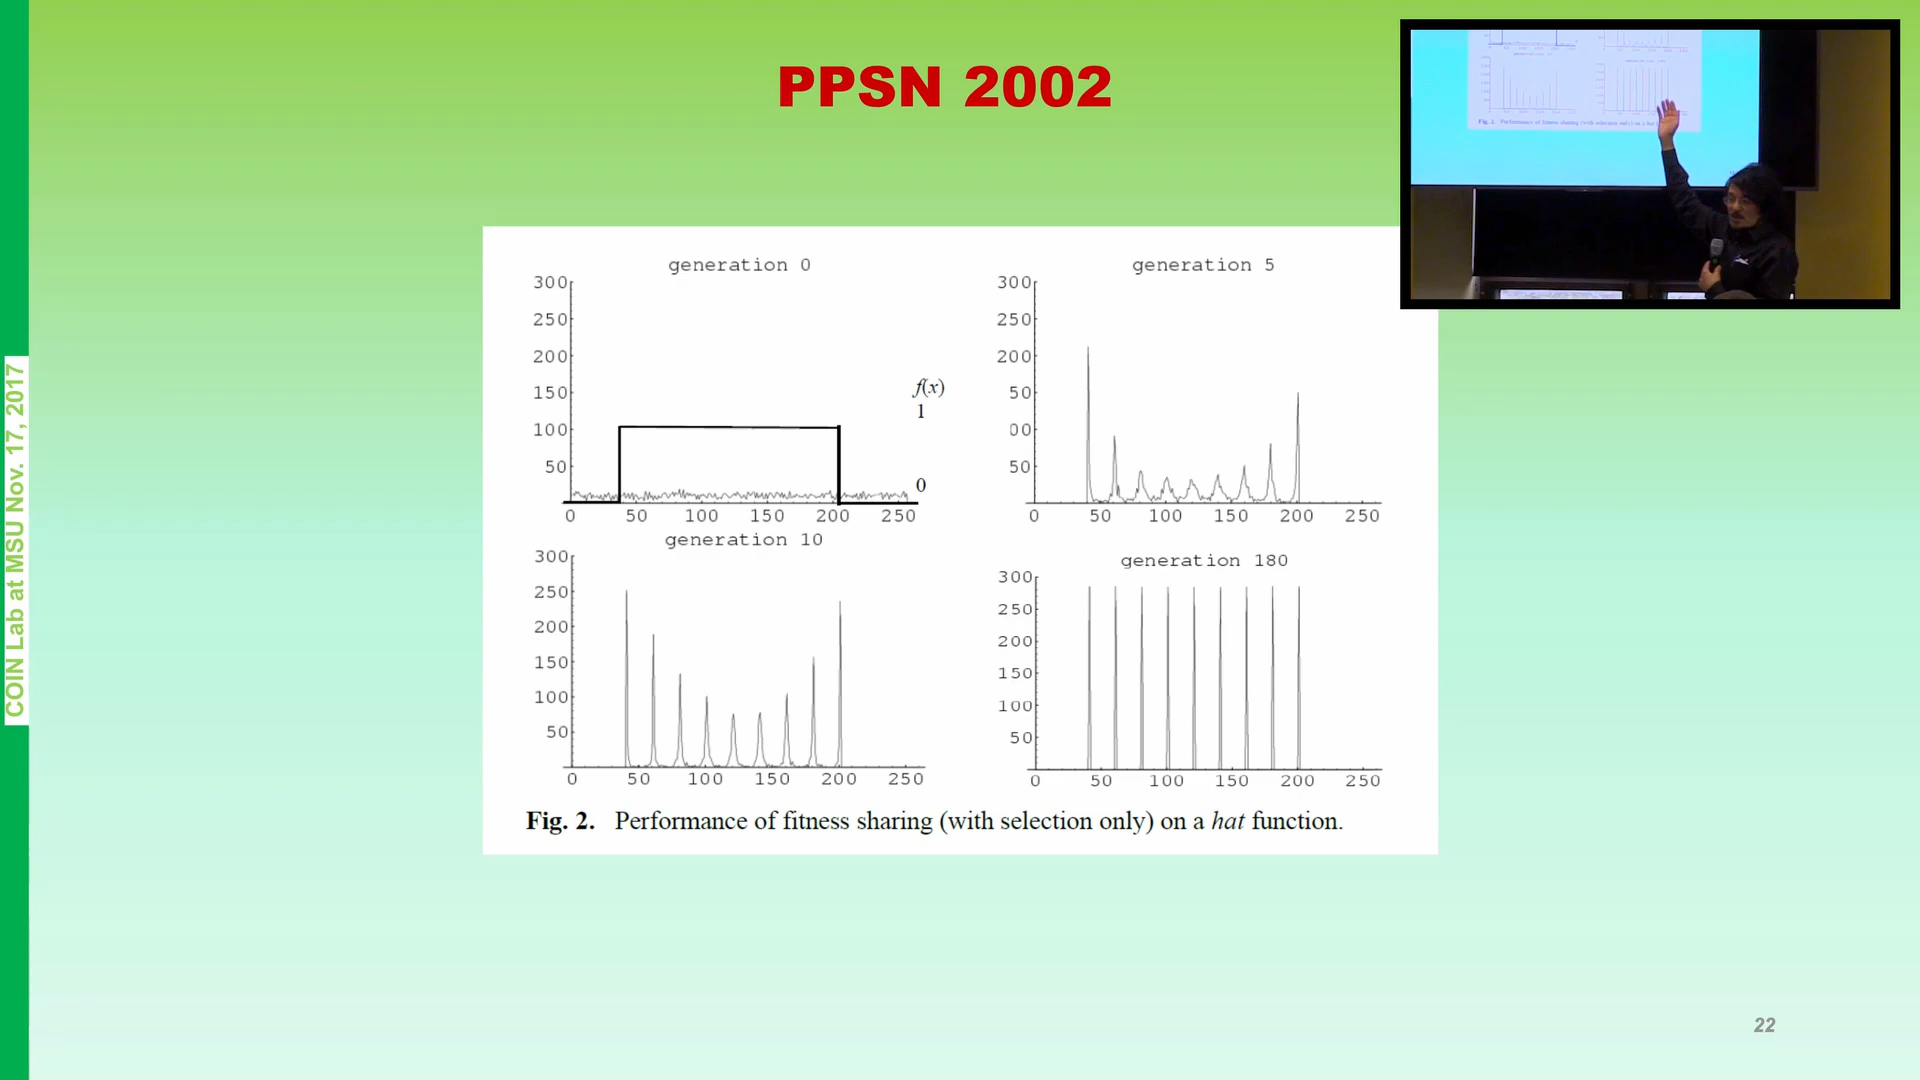 PPSN 2002
COIN Lab at MSU Nov. 17, 2017
generation 0
300
250
200
150
100
50
0 50 100 150 200 250
f(x)
1
0
generation 5
300
250
200
50
00
50
0 50 100 150 200 250
generation 10
300
250
200
150
100
50
0 50 100 150 200 250
generation 180
300
250
200
150
100
50
0 50 100 150 200 250
Fig. 2. Performance of fitness sharing (with selection only) on a hat function.
22